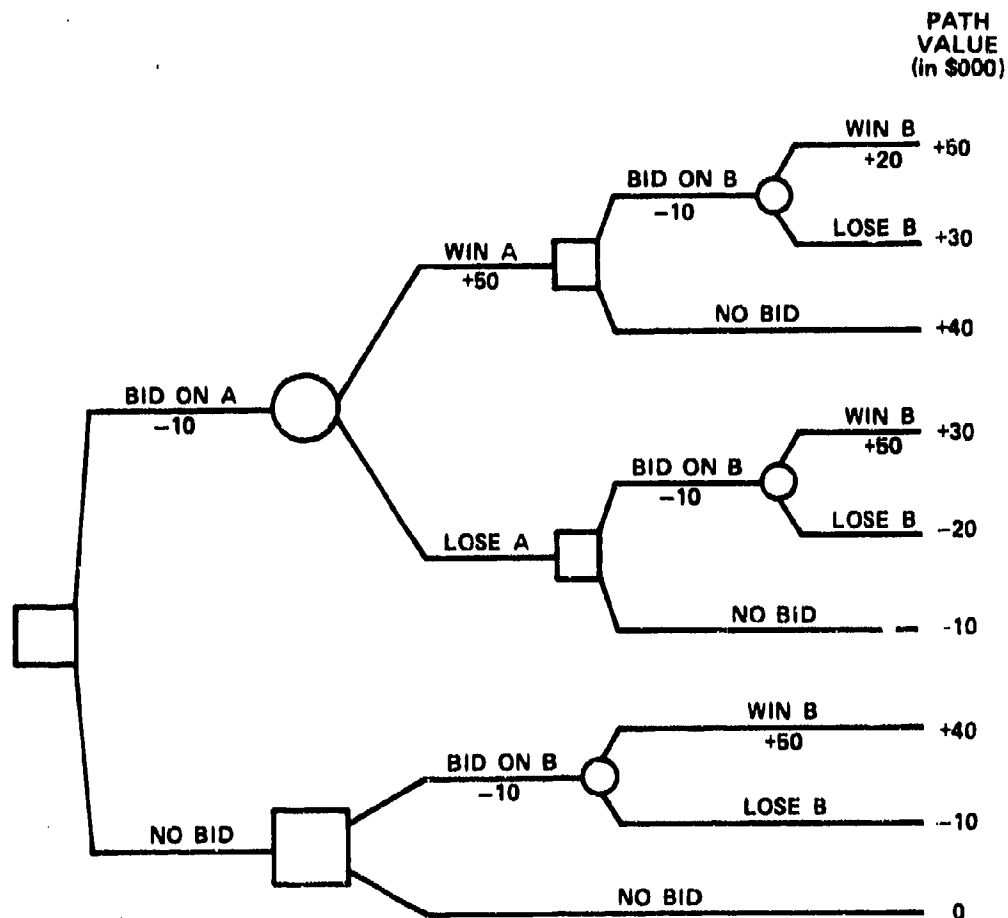 PATH
VALUE
(in $000)
WIN B
+20
+50
BID ON B
-10
LOSE B
+30
WIN A
+50
NO BID
+40
BID ON A
-10
WIN B
+50
+30
BID ON B
-10
LOSE B
-20
LOSE A
NO BID
-10
WIN B
+50
+40
BID ON B
-10
LOSE B
-10
NO BID
NO BID
0